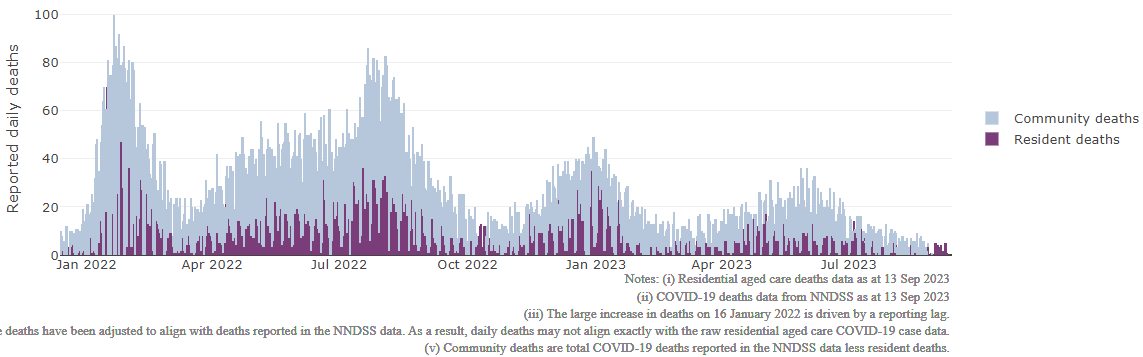 100
80
60
40
20
0
Reported daily deaths
Community deaths
Resident deaths
Jan 2022 Apr 2022 Jul 2022 Oct 2022 Jan 2023 Apr 2023 Jul 2023
Notes: (i) Residential aged care deaths data as at 13 Sep 2023
(ii) COVID-19 deaths data from NNDSS as at 13 Sep 2023
(iii) The large increase in deaths on 16 January 2022 is driven by a reporting lag.
deaths have been adjusted to align with deaths reported in the NNDSS data. As a result, daily deaths may not align exactly with the raw residential aged care COVID-19 case data.
(v) Community deaths are total COVID-19 deaths reported in the NNDSS data less resident deaths.